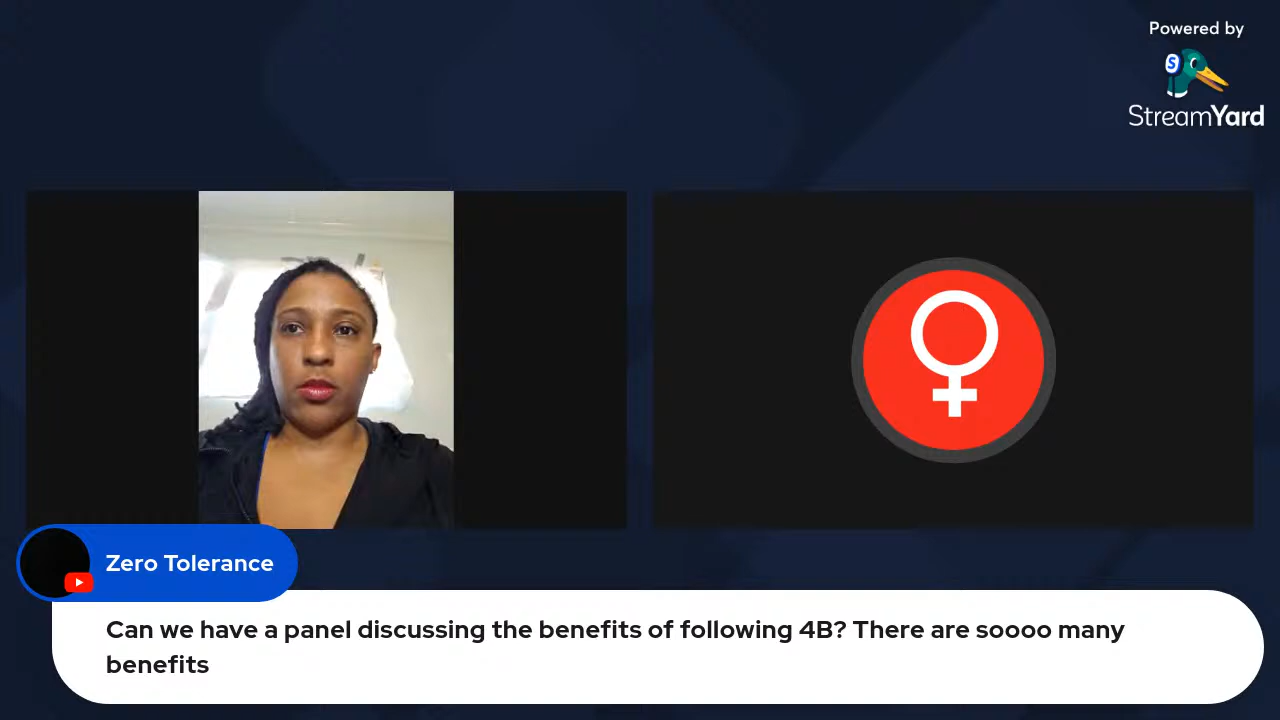 Powered by
StreamYard
Zero Tolerance
Can we have a panel discussing the benefits of following 4B? There are soooo many
benefits